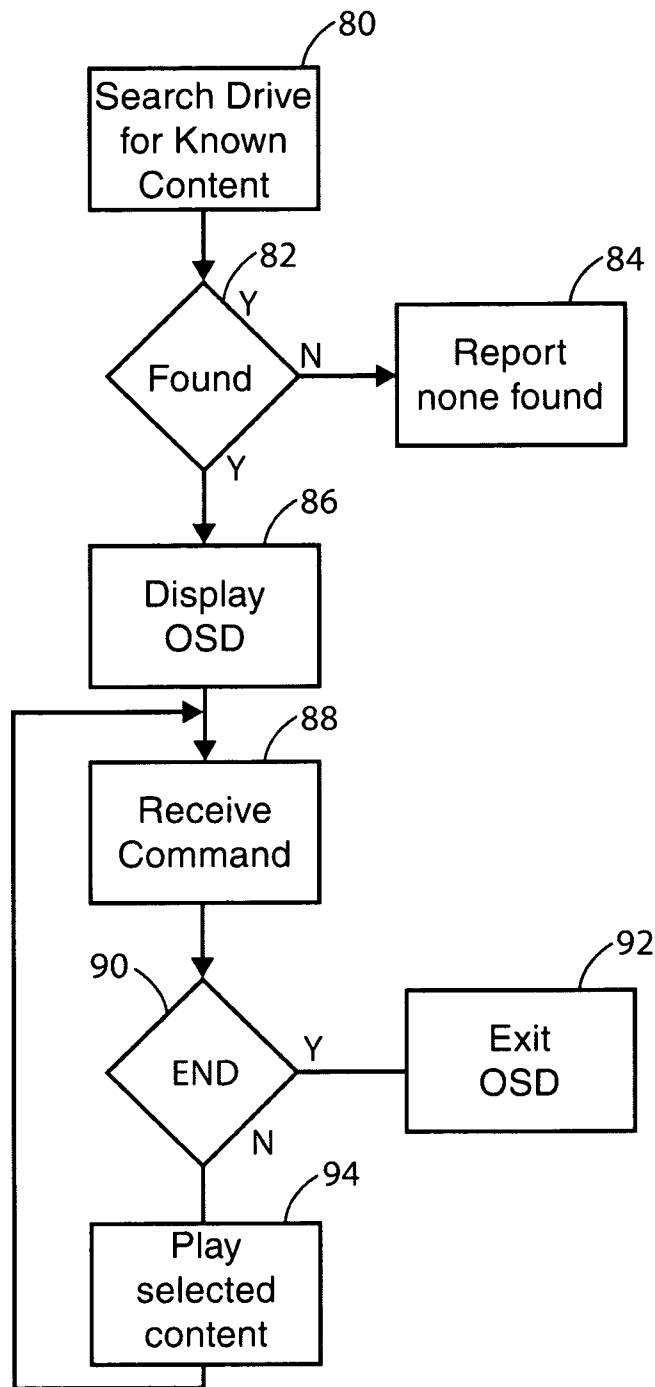 80
Search Drive
for Known
Content
82
Y
Found
N
84
Report
none found
Y
86
Display
OSD
88
Receive
Command
90
END
Y
92
Exit
OSD
N
94
Play
selected
content